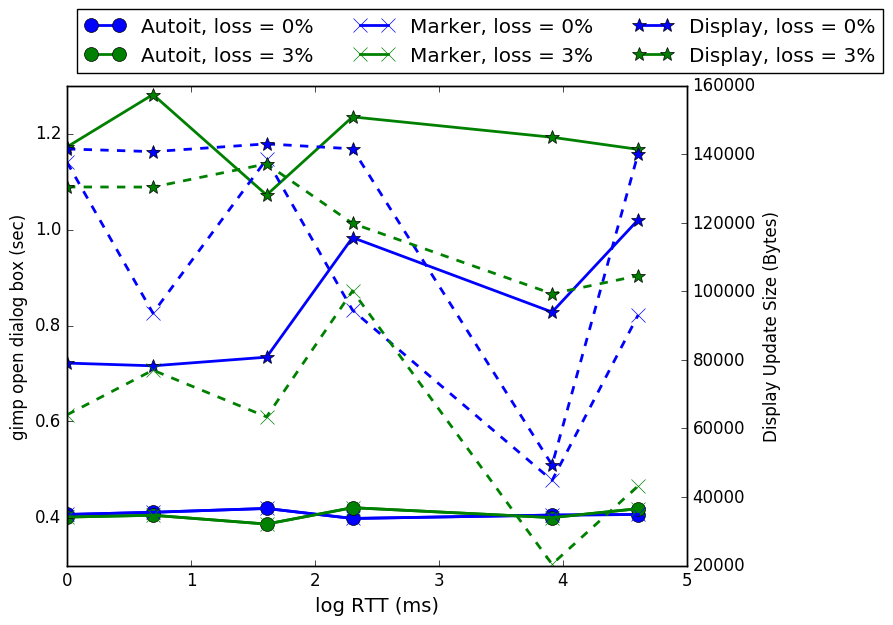 Autoit, loss = 0% Marker, loss = 0% Display, loss = 0%
Autoit, loss = 3% Marker, loss = 3% Display, loss = 3%
gimp open dialog box (sec)
1.2
1.0
0.8
0.6
0.4
160000
140000
120000
100000
80000
60000
40000
20000
Display Update Size (Bytes)
0 1 2 3 4 5
log RTT (ms)